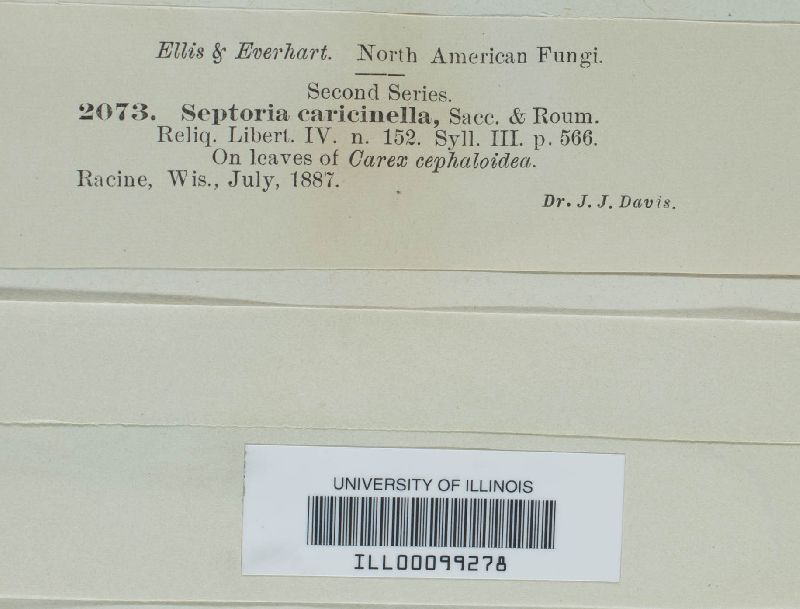 Ellis & Everhart. North American Fungi.
Second Series.
2073. Septoria caricinella, Sacc. & Roum.
Reliq. Libert. IV. n. 152. Syll. III. p. 566.
On leaves of Carex cephaloidea.
Racine, Wis., July, 1887.
Dr. J. J. Davis.
UNIVERSITY OF ILLINOIS
ILL00099278